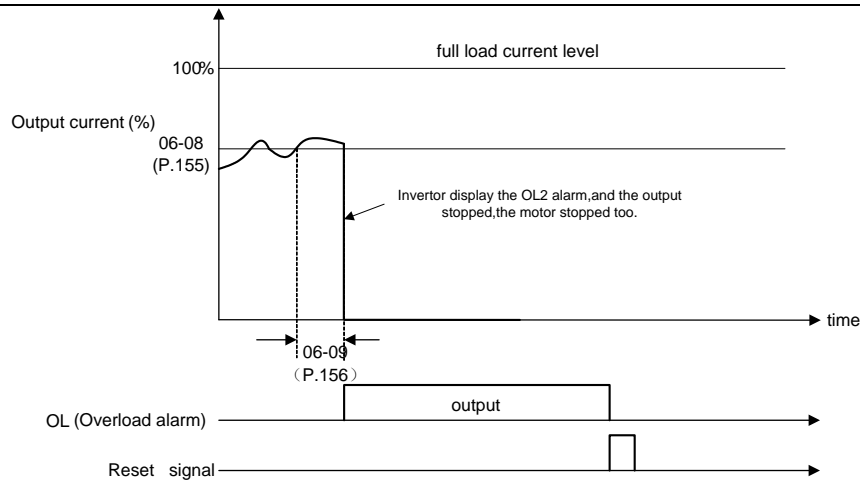 full load current level
100%
Output current (%)
06-08
(P.155)
Invertor display the OL2 alarm,and the output
stopped,the motor stopped too.
time
06-09
（P.156）
output
OL (Overload alarm)
Reset signal